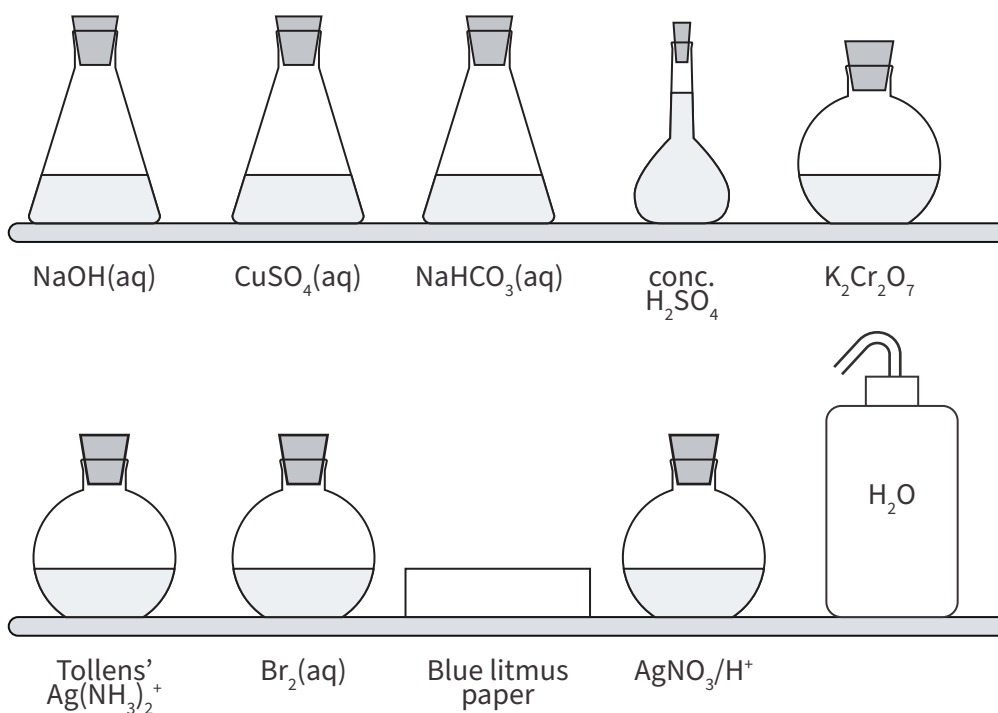 NaOH(aq)
CuSO₄(aq)
NaHCO₃(aq)
conc.
H₂SO₄
K₂Cr₂O₇
H₂O
Tollens’
Ag(NH₃)₂⁺
Br₂(aq)
Blue litmus
paper
AgNO₃/H⁺